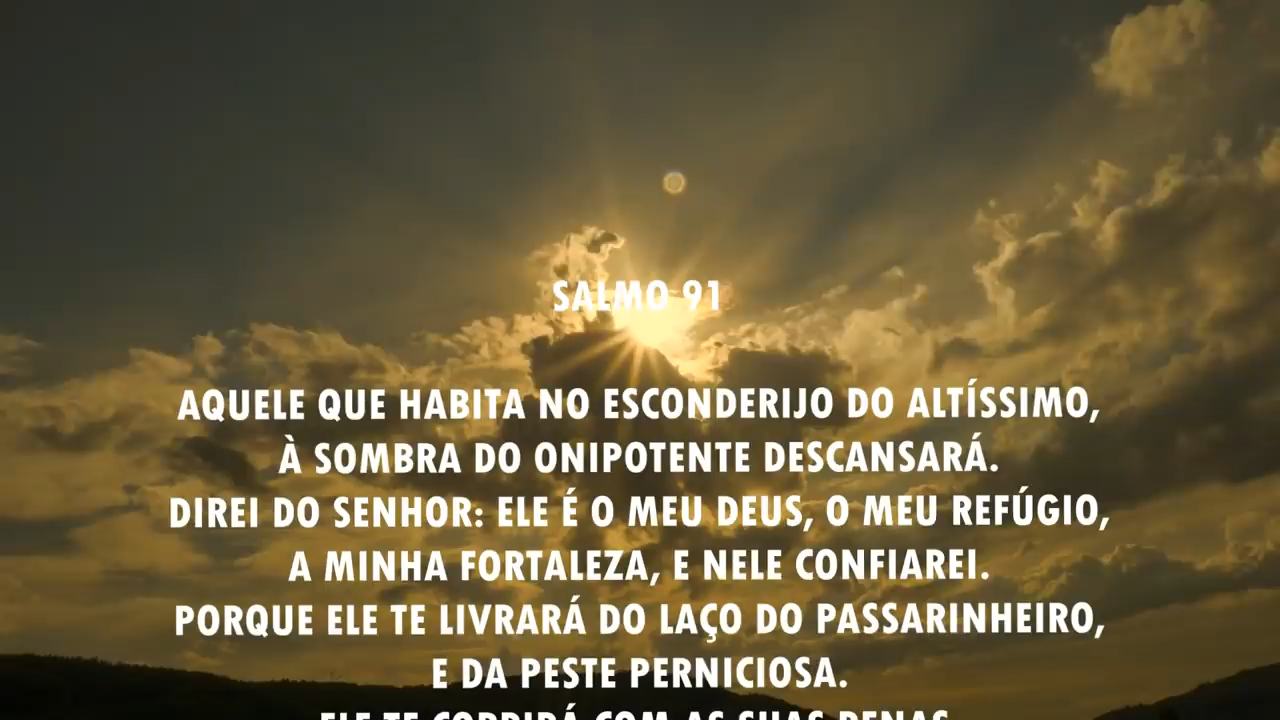 SALMO 91
AQUELE QUE HABITA NO ESCONDERIJO DO ALTÍSSIMO,
À SOMBRA DO ONIPOTENTE DESCANSARÁ.
DIREI DO SENHOR: ELE É O MEU DEUS, O MEU REFÚGIO,
A MINHA FORTALEZA, E NELE CONFIAREI.
PORQUE ELE TE LIVRARÁ DO LAÇO DO PASSARINHEIRO,
E DA PESTE PERNICIOSA.
ELE TE COBRIRÁ COM AS SUAS PENAS,